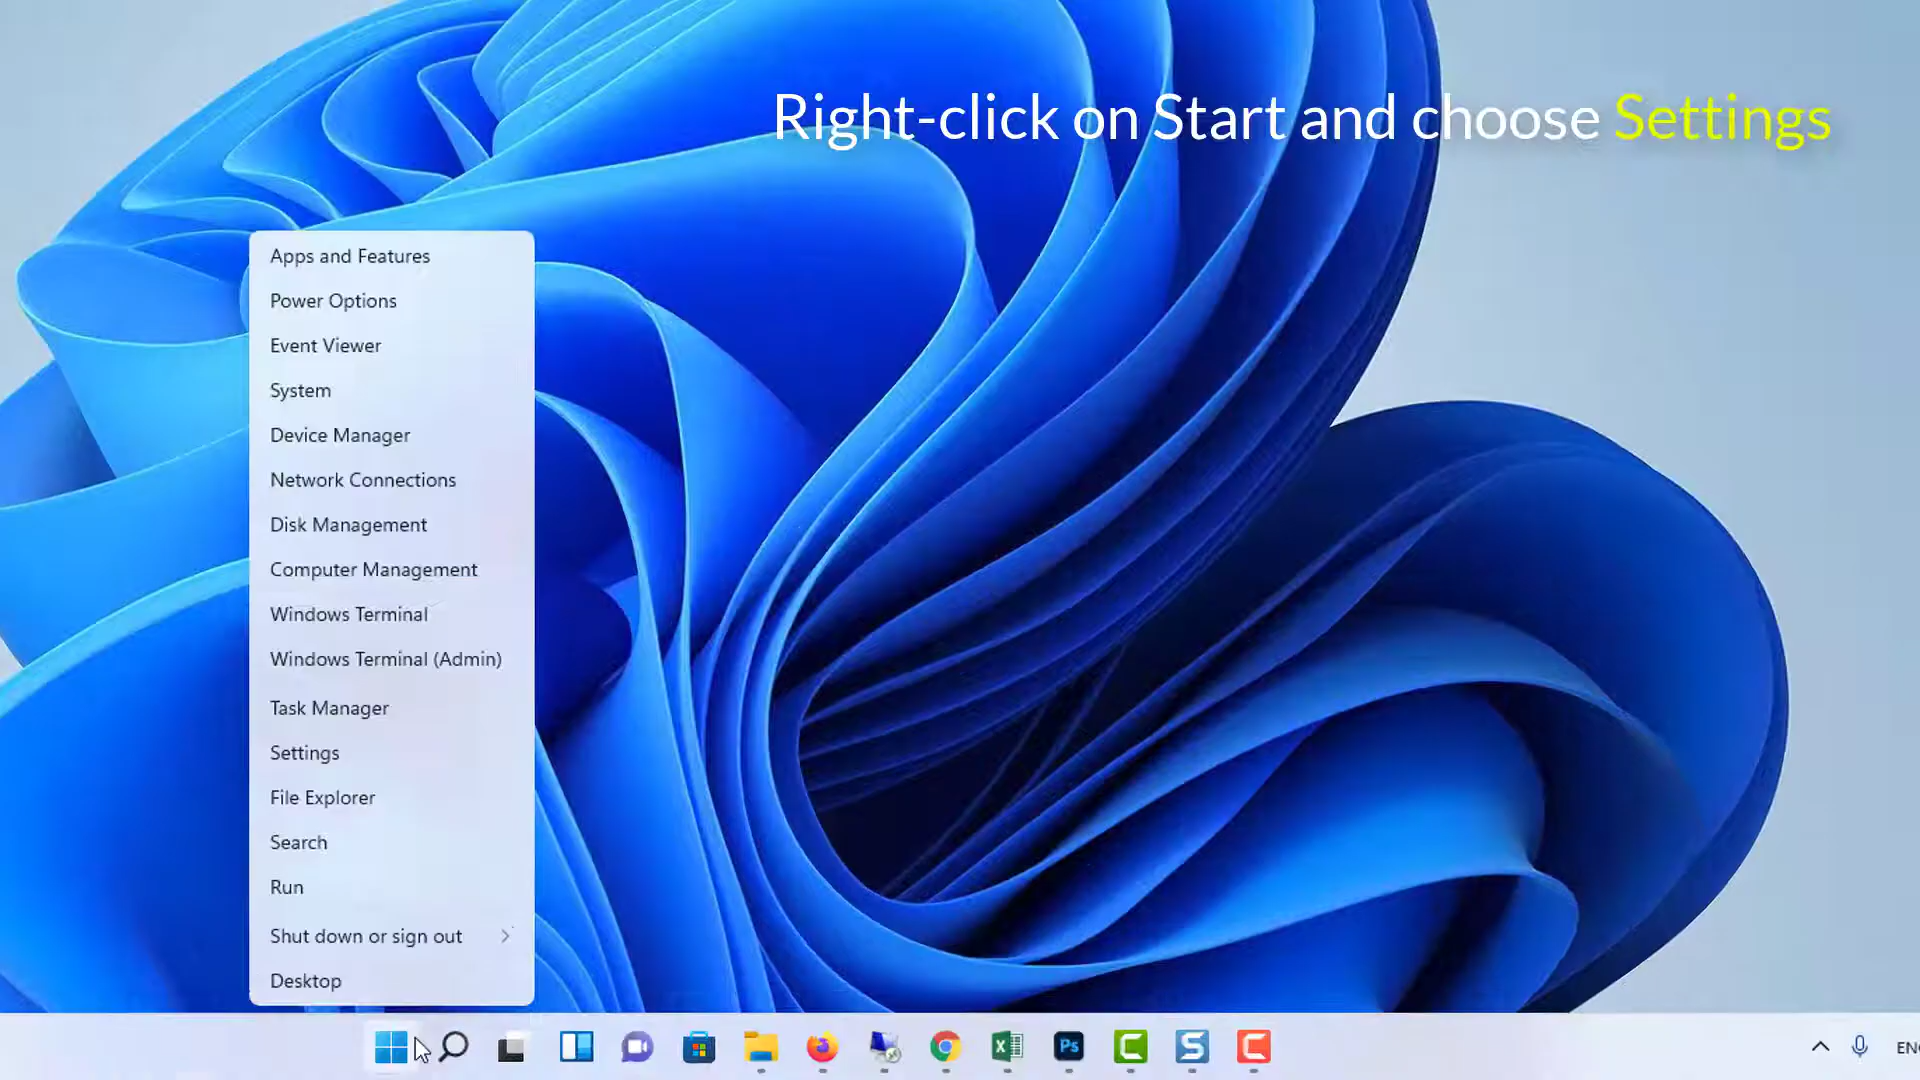 Right-click on Start and choose Settings
Apps and Features
Power Options
Event Viewer
System
Device Manager
Network Connections
Disk Management
Computer Management
Windows Terminal
Windows Terminal (Admin)
Task Manager
Settings
File Explorer
Search
Run
Shut down or sign out
Desktop
Ps
ENG